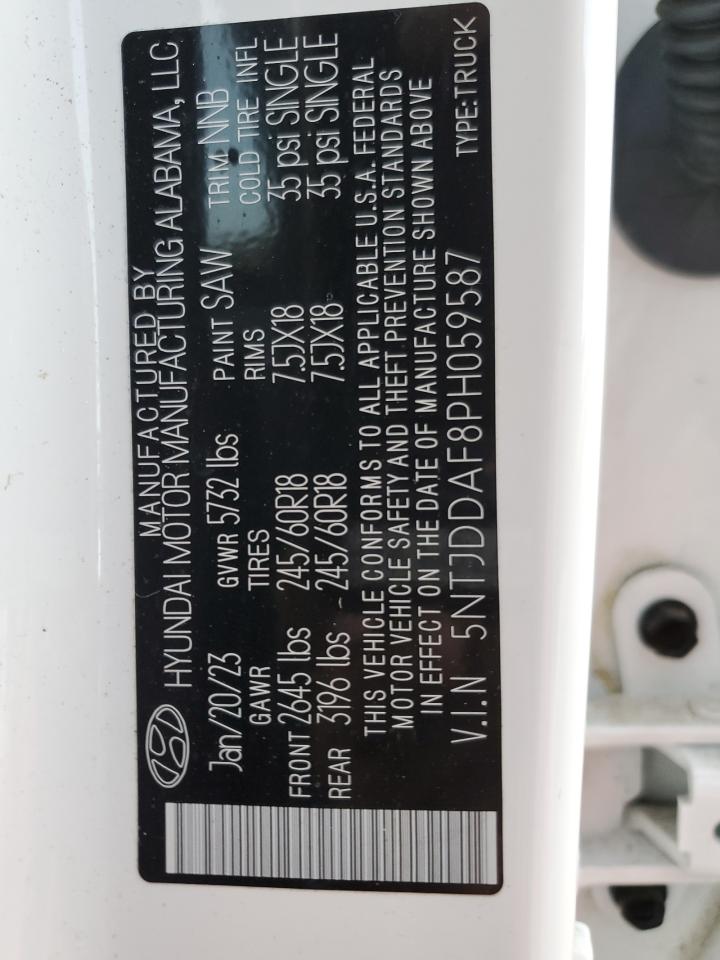 MANUFACTURED BY
HYUNDAI MOTOR MANUFACTURING ALABAMA, LLC
Jan/20/23 GVWR 5732 lbs PAINT SAW TRIM NNB
GAWR TIRES RIMS COLD TIRE INFL
FRONT 2645 lbs 245//60R18 7.5JX18 35 psi SINGLE
REAR 3196 lbs 245//60R18 7.5JX18 35 psi SINGLE
THIS VEHICLE CONFORMS TO ALL APPLICABLE U.S.A. FEDERAL
MOTOR VEHICLE SAFETY AND THEFT PREVENTION STANDARDS
IN EFFECT ON THE DATE OF MANUFACTURE SHOWN ABOVE
V.I.N 5NTJDDAF8PH059587 TYPE:TRUCK